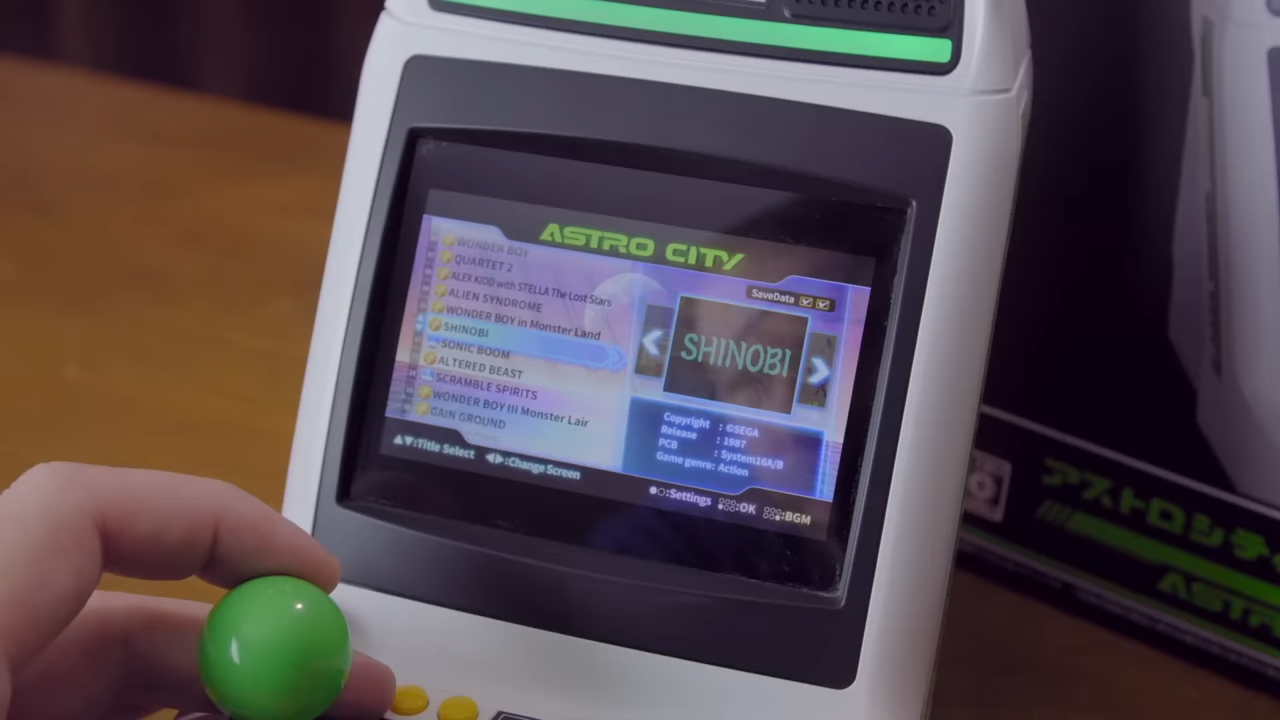 ASTRO CITY
WONDER BOY
QUARTET 2
ALEX KIDD with STELLA The Lost Stars
ALIEN SYNDROME
WONDER BOY in Monster Land
SHINOBI
SONIC BOOM
ALTERED BEAST
SCRAMBLE SPIRITS
WONDER BOY III Monster Lair
GAIN GROUND
▲▼:Title Select ◀▶:Change Screen
SaveData
SHINOBI
Copyright : ©SEGA
Release : 1987
PCB : System16A/B
Game genre: Action
:Settings :OK :BGM
アストロシティ
ASTRO